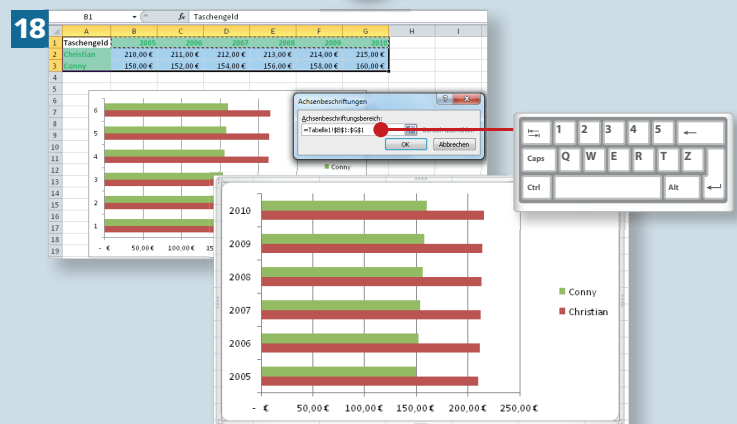 18
B1 fx Taschengeld
A B C D E F G H I
1 Taschengeld 2005 2006 2007 2008 2009 2010
2 Christian 210,00 € 211,00 € 212,00 € 213,00 € 214,00 € 215,00 €
3 Conny 150,00 € 152,00 € 154,00 € 156,00 € 158,00 € 160,00 €
4
5
6
7
8
9
10
11
12
13
14
15
16
17
18
19
6
5
4
3
2
1
- € 50,00 € 100,00 €
Conny
Achsenbeschriftungen
Achsenbeschriftungsbereich:
=Tabelle1!$B$1:$G$1
OK Abbrechen
1 2 3 4 5
Caps Q W E R T Z
Ctrl Alt
2010
2009
2008
2007
2006
2005
- € 50,00 € 100,00 € 150,00 € 200,00 € 250,00 €
Conny
Christian